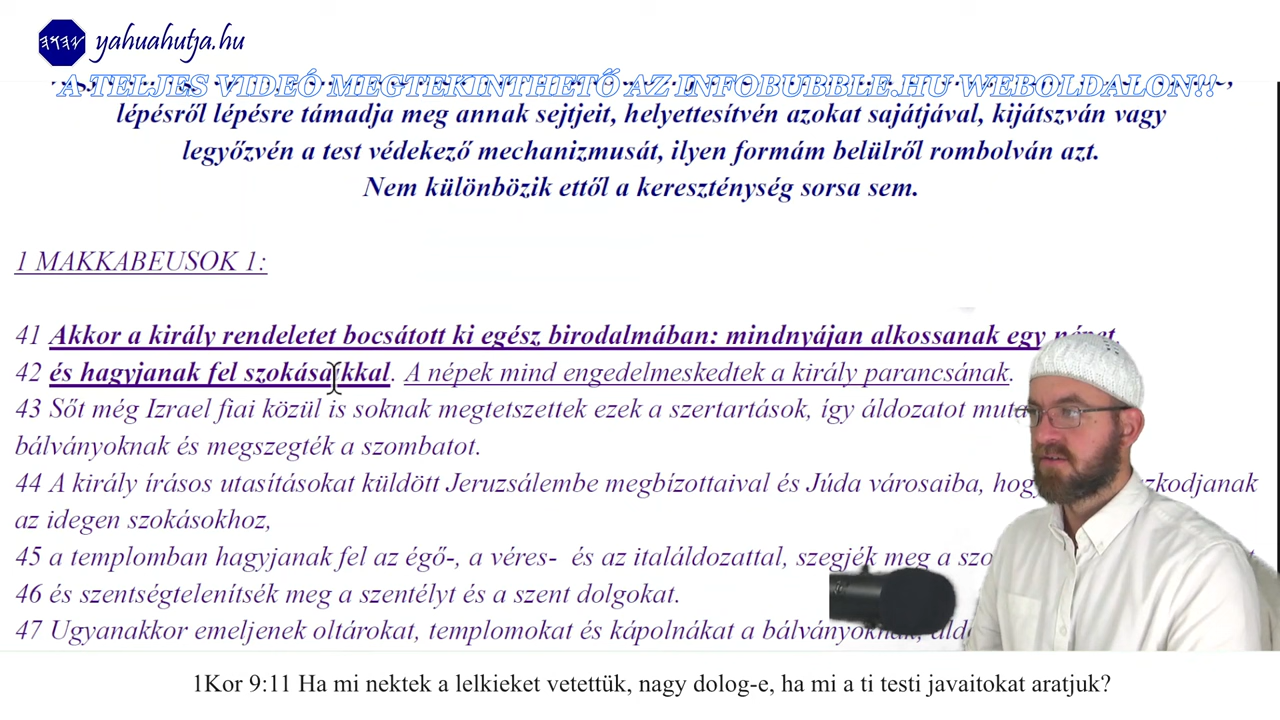 yahuahutja.hu
A TELJES VIDEÓ MEGTEKINTHETŐ AZ INFOBUBBLE.HU WEBOLDALON!!
lépésről lépésre támadja meg annak sejtjeit, helyettesítvén azokat sajátjával, kijátszván vagy
legyőzvén a test védekező mechanizmusát, ilyen formám belülről rombolván azt.
Nem különbözik ettől a kereszténység sorsa sem.
1 MAKKABEUSOK 1:
41 Akkor a király rendeletet bocsátott ki egész birodalmában: mindnyájan alkossanak egy népet
42 és hagyjanak fel szokásaikkal. A népek mind engedelmeskedtek a király parancsának.
43 Sőt még Izrael fiai közül is soknak megtetszettek ezek a szertartások, így áldozatot
bálványoknak és megszegték a szombatot.
44 A király írásos utasításokat küldött Jeruzsálembe megbízottaival és Júda városaiba,
az idegen szokásokhoz,
45 a templomban hagyjanak fel az égő-, a véres- és az italáldozattal, szegjék meg a
46 és szentségtelenítsék meg a szentélyt és a szent dolgokat.
47 Ugyanakkor emeljenek oltárokat, templomokat és kápolnákat a bálványoknak,
1Kor 9:11 Ha mi nektek a lelkieket vetettük, nagy dolog-e, ha mi a ti testi javaitokat aratjuk?